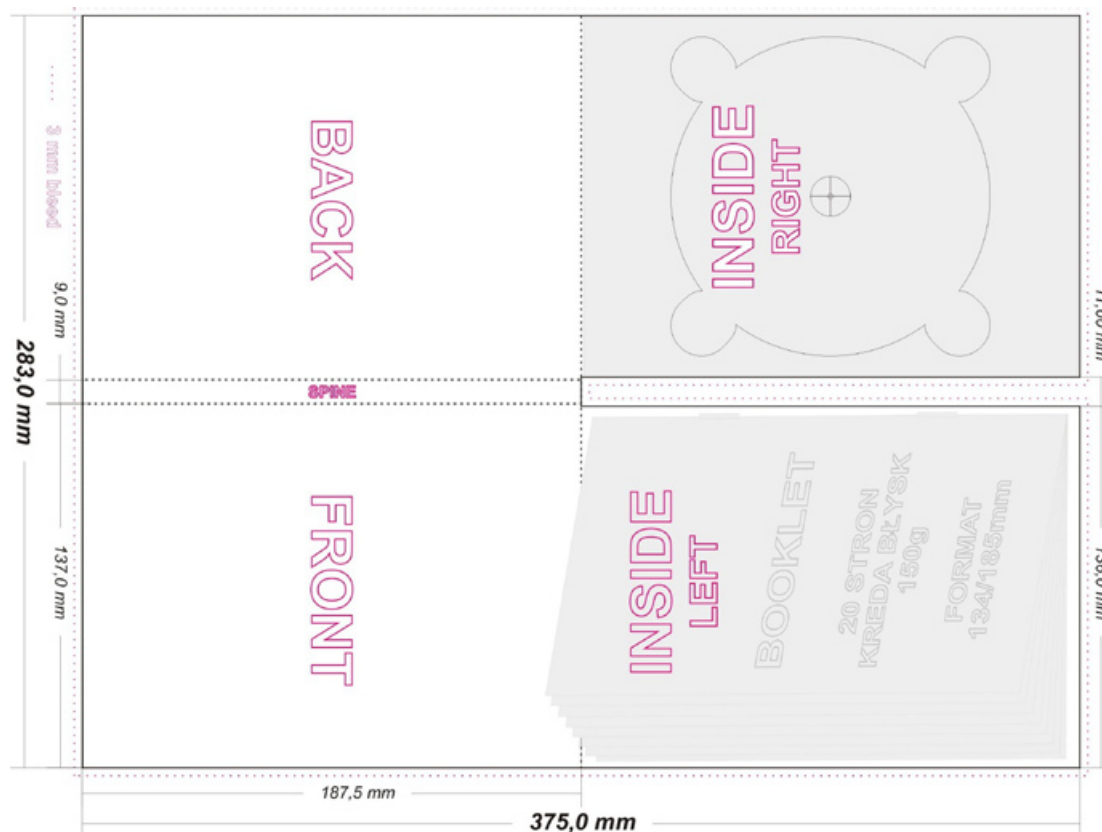 3 mm bleed
BACK
INSIDE
RIGHT
9,0 mm
283,0 mm
SPINE
FRONT
137,0 mm
INSIDE
LEFT
BOOKLET
20 STRON
KREDA BŁYSK
150g
FORMAT
134/185mm
187,5 mm
375,0 mm